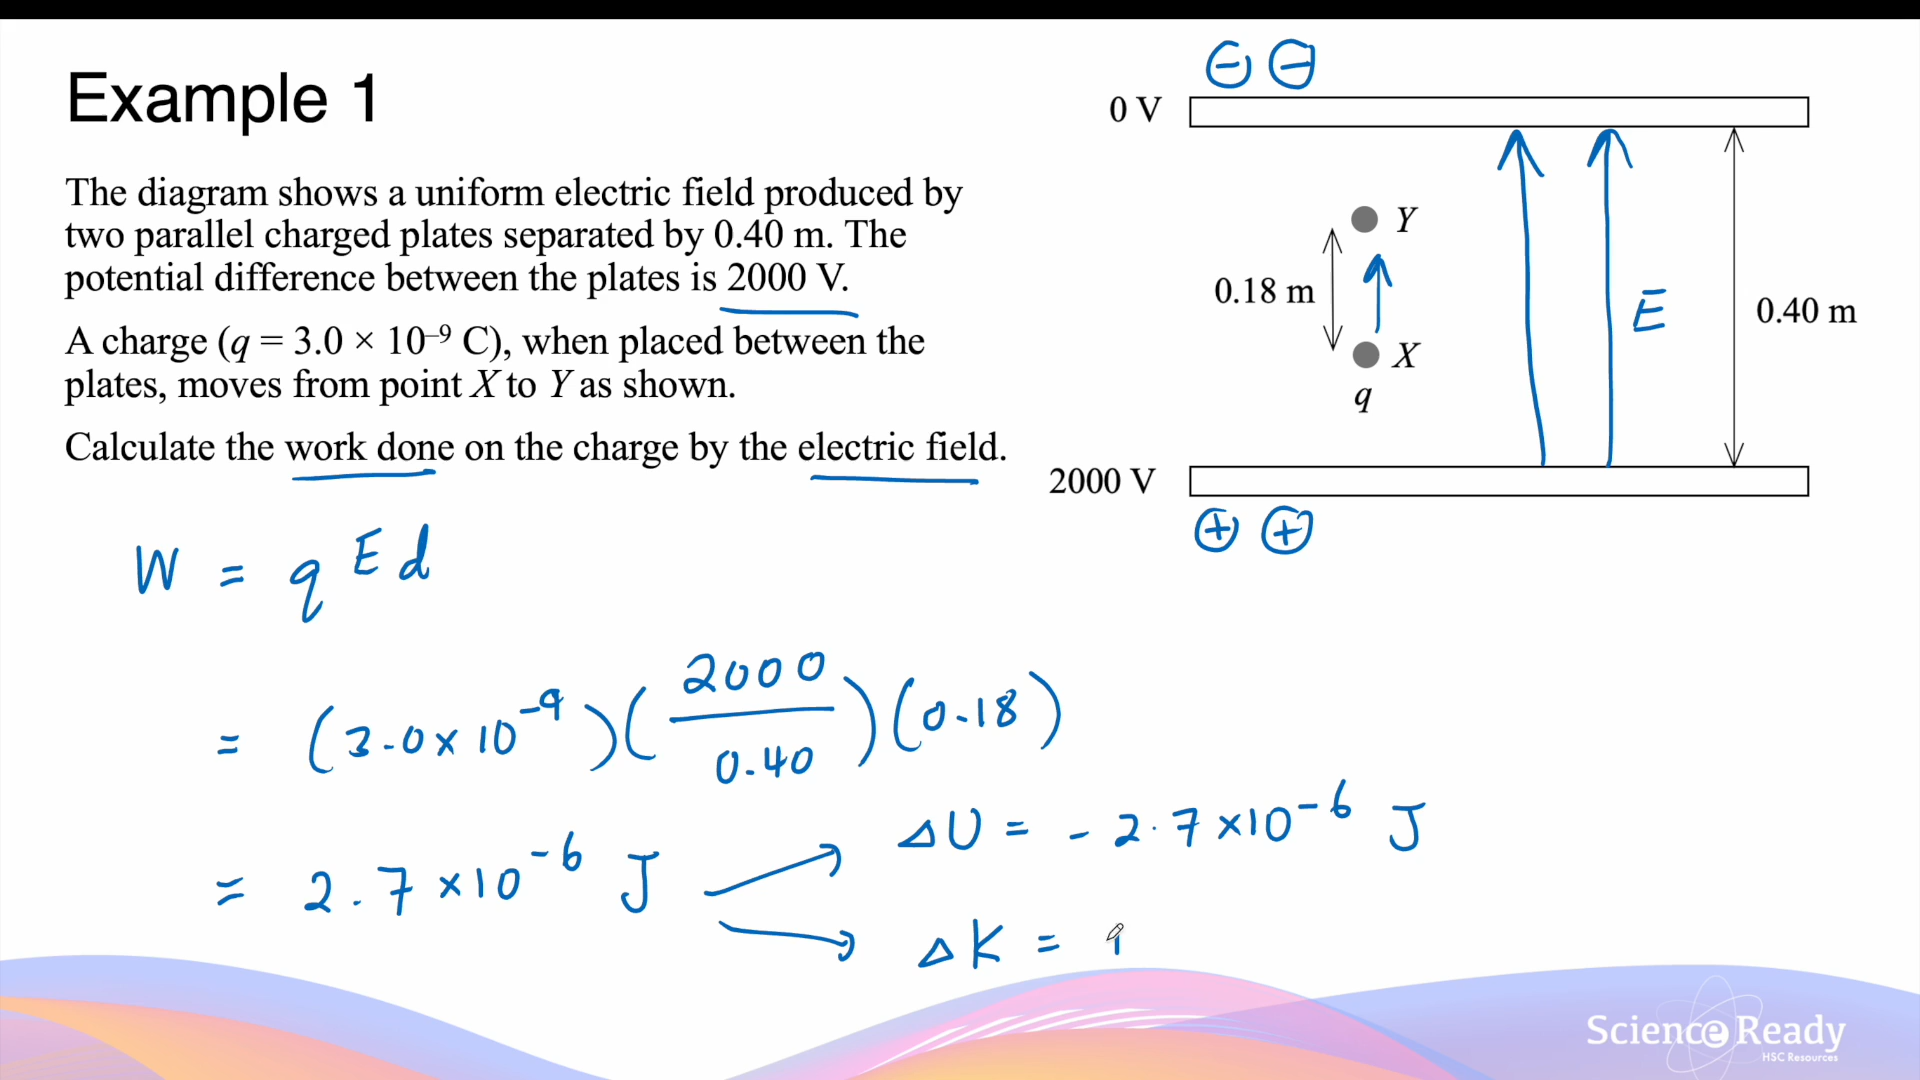 Example 1
The diagram shows a uniform electric field produced by
two parallel charged plates separated by 0.40 m. The
potential difference between the plates is 2000 V.
A charge (q = 3.0 × 10⁻⁹ C), when placed between the
plates, moves from point X to Y as shown.
Calculate the work done on the charge by the electric field.
⊖ ⊖
0 V
Y
0.18 m
E
0.40 m
X
q
2000 V
⊕ ⊕
W = qEd
= (3.0 × 10⁻⁹)(2000/0.40)(0.18)
= 2.7 × 10⁻⁶ J
ΔU = - 2.7 × 10⁻⁶ J
ΔK =
Science Ready
HSC Resources